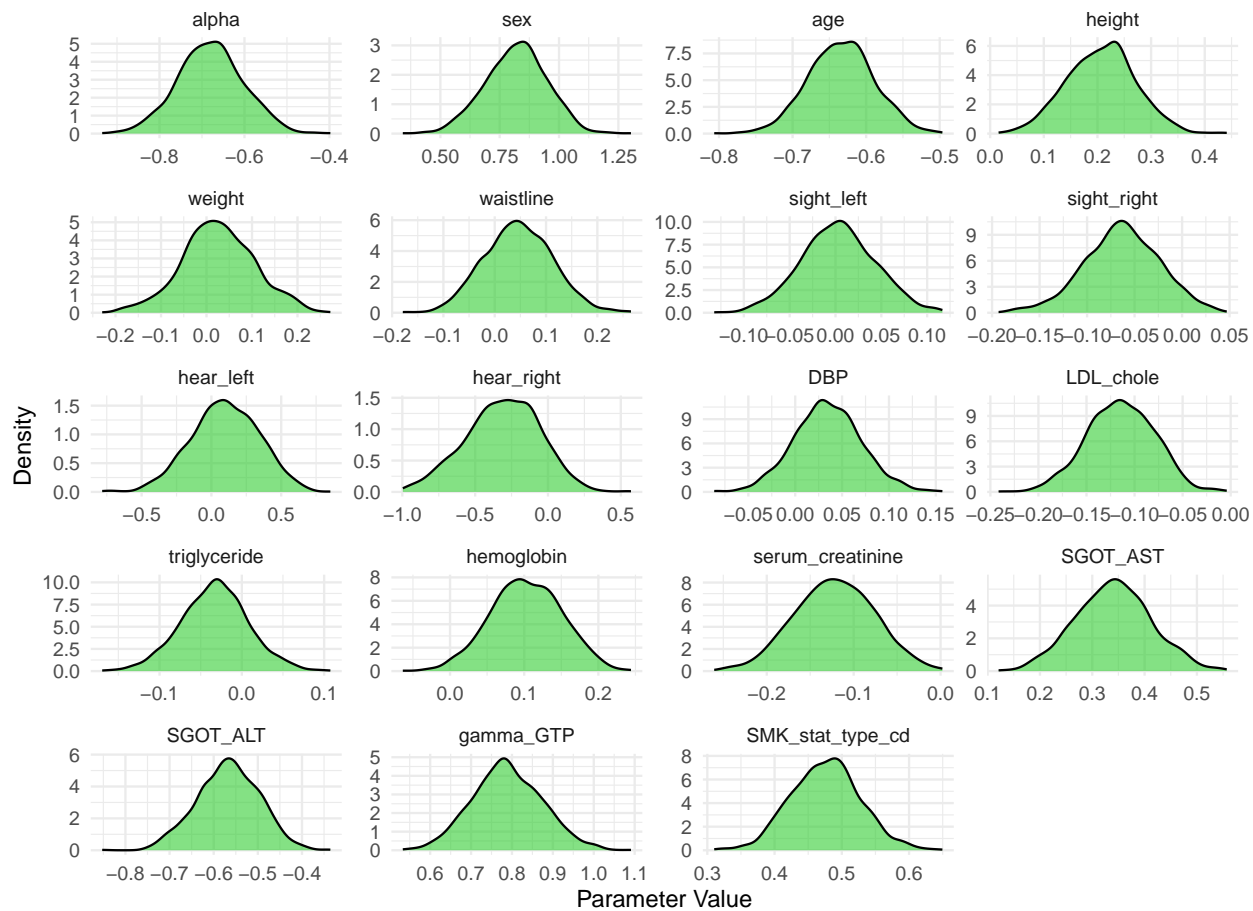 alpha sex age height
5 4 3 2 1 0 3 2 1 0 7.5 5.0 2.5 0.0 6 4 2 0
−0.8 −0.6 −0.4 0.50 0.75 1.00 1.25 −0.8 −0.7 −0.6 −0.5 0.0 0.1 0.2 0.3 0.4
weight waistline sight_left sight_right
5 4 3 2 1 0 6 4 2 0 10.0 7.5 5.0 2.5 0.0 9 6 3 0
−0.2 −0.1 0.0 0.1 0.2 −0.2 −0.1 0.0 0.1 0.2 −0.10 −0.05 0.00 0.05 0.10 −0.20 −0.15 −0.10 −0.05 0.00 0.05
hear_left hear_right DBP LDL_chole
1.5 1.0 0.5 0.0 1.5 1.0 0.5 0.0 9 6 3 0 9 6 3 0
−0.5 0.0 0.5 −1.0 −0.5 0.0 0.5 −0.05 0.00 0.05 0.10 0.15 −0.25 −0.20 −0.15 −0.10 −0.05 0.00
Density
triglyceride hemoglobin serum_creatinine SGOT_AST
10.0 7.5 5.0 2.5 0.0 8 6 4 2 0 8 6 4 2 0 4 2 0
−0.1 0.0 0.1 0.0 0.1 0.2 −0.2 −0.1 0.0 0.1 0.2 0.3 0.4 0.5
SGOT_ALT gamma_GTP SMK_stat_type_cd
6 4 2 0 5 4 3 2 1 0 8 6 4 2 0
−0.8 −0.7 −0.6 −0.5 −0.4 0.6 0.7 0.8 0.9 1.0 1.1 0.3 0.4 0.5 0.6
Parameter Value